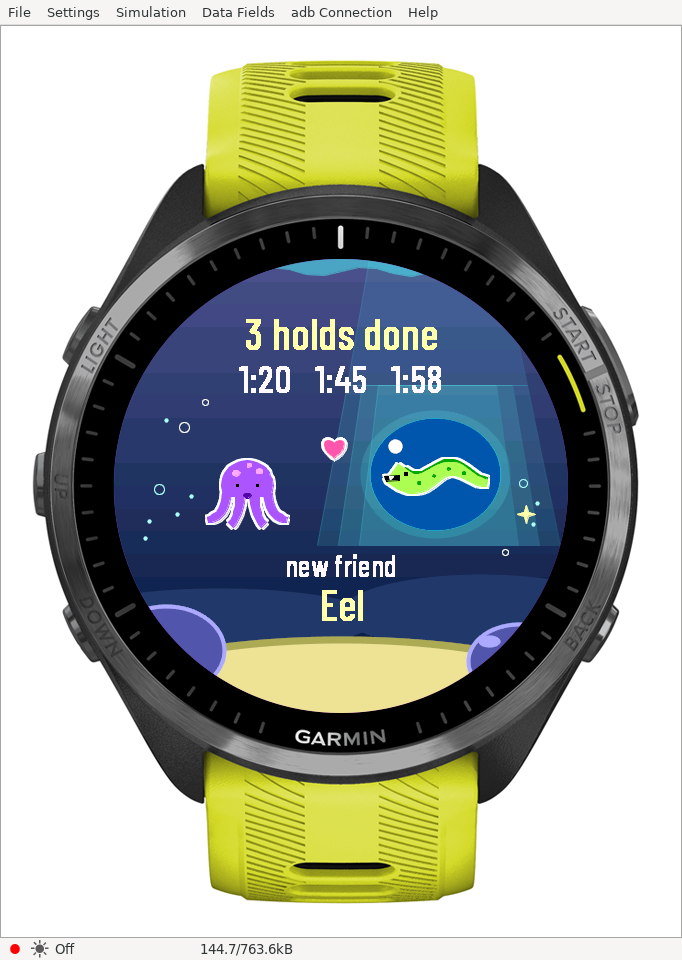 File Settings Simulation Data Fields adb Connection Help
LIGHT
START
STOP
UP
DOWN
BACK
3 holds done
1:20 1:45 1:58
new friend
Eel
GARMIN
Off 144.7/763.6kB